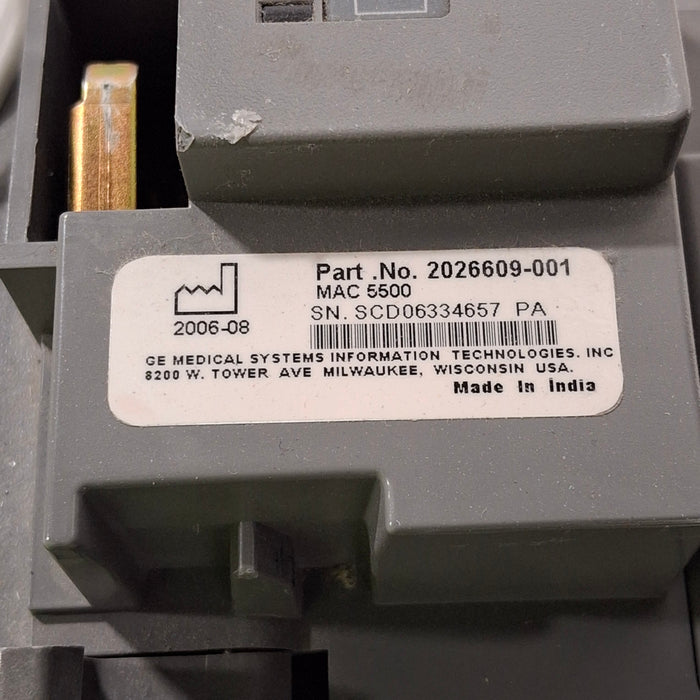 Part .No. 2026609-001
MAC 5500
SN. SCD06334657 PA
2006-08
GE MEDICAL SYSTEMS INFORMATION TECHNOLOGIES. INC
8200 W. TOWER AVE MILWAUKEE, WISCONSIN USA.
Made In India